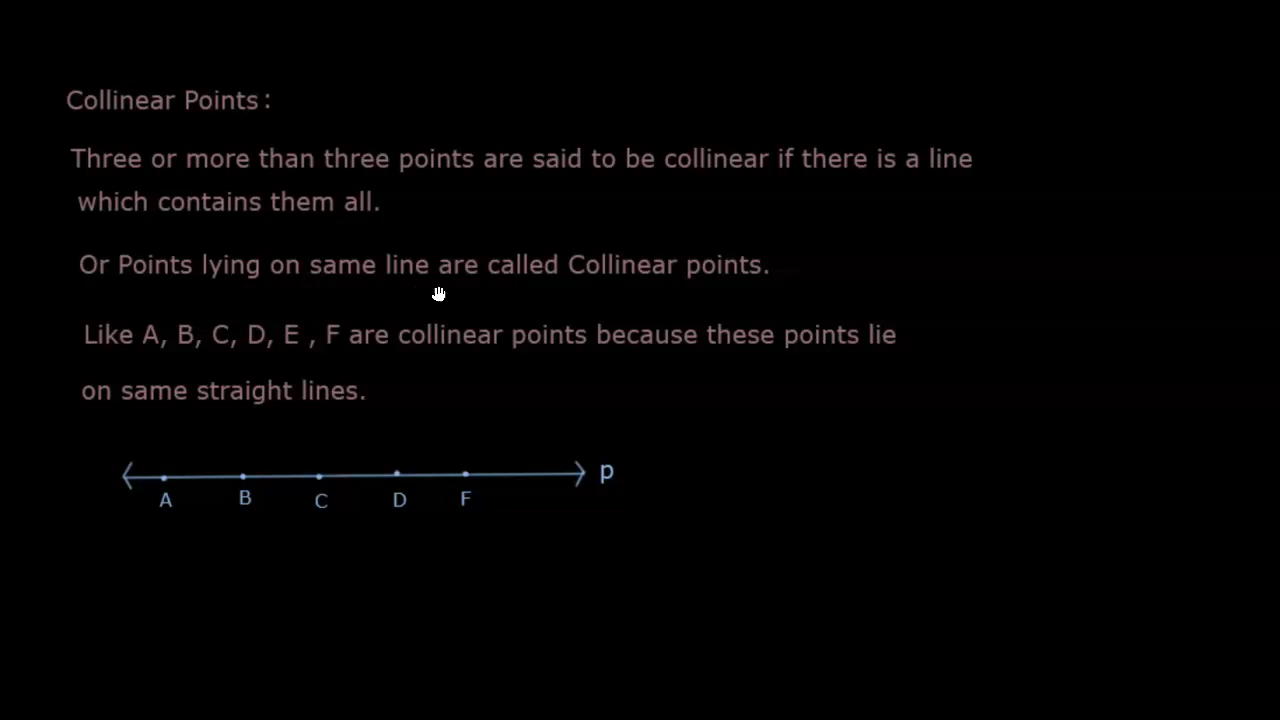 Collinear Points:
Three or more than three points are said to be collinear if there is a line
which contains them all.
Or Points lying on same line are called Collinear points.
Like A, B, C, D, E , F are collinear points because these points lie
on same straight lines.
p
A B C D F